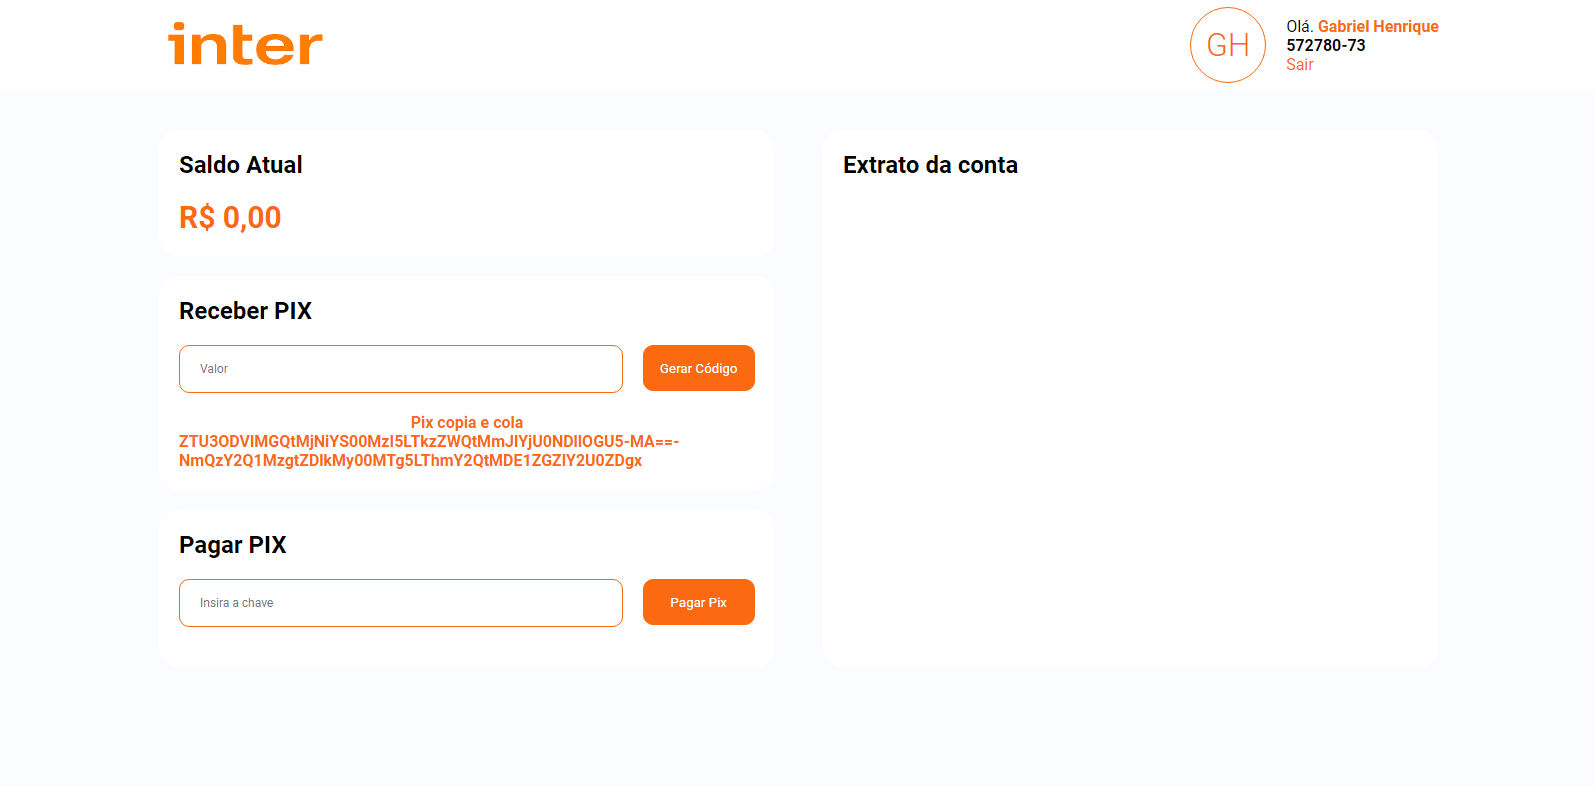 inter
GH
Olá. Gabriel Henrique
572780-73
Sair
Saldo Atual
R$ 0,00
Receber PIX
Valor
Gerar Código
Pix copia e cola
ZTU3ODVlMGQtMjNiYS00MzI5LTkzZWQtMmJlYjU0NDllOGU5-MA==-
NmQzY2Q1MzgtZDlkMy00MTg5LThmY2QtMDE1ZGZlY2U0ZDgx
Pagar PIX
Insira a chave
Pagar Pix
Extrato da conta